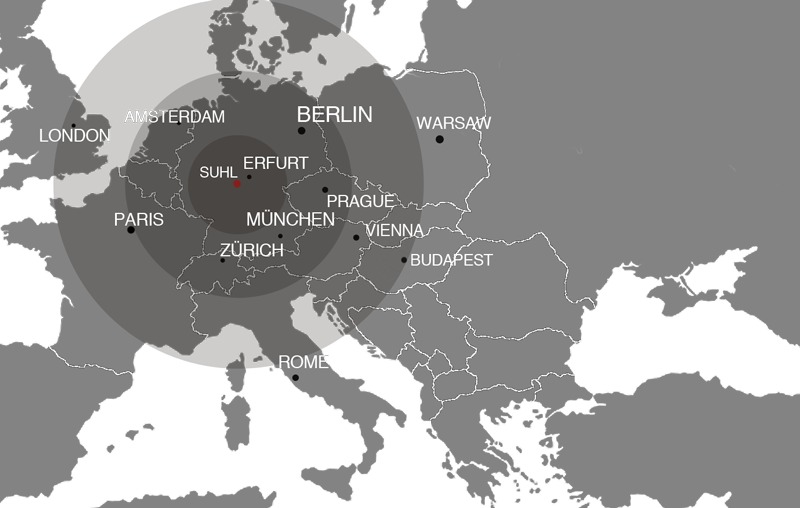 BERLIN
AMSTERDAM
WARSAW
LONDON
ERFURT
SUHL
PRAGUE
PARIS
MÜNCHEN
VIENNA
ZÜRICH
BUDAPEST
ROME